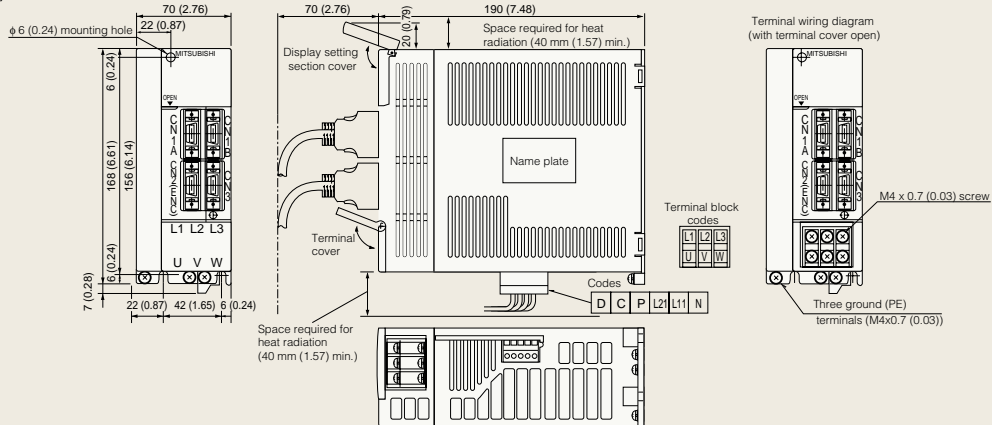 70 (2.76)
22 (0.87)
ϕ 6 (0.24) mounting hole
MITSUBISHI
OPEN
CN1A
CN1B
CN2(ENC)
CN3
L1 L2 L3
U V W
6 (0.24)
168 (6.61)
156 (6.14)
6 (0.24)
7 (0.28)
22 (0.87)
42 (1.65)
6 (0.24)
70 (2.76)
190 (7.48)
20 (0.79)
Display setting
section cover
Space required for heat
radiation (40 mm (1.57) min.)
Name plate
Terminal
cover
Space required for
heat radiation
(40 mm (1.57) min.)
Codes
D C P L21 L11 N
Terminal block
codes
L1 L2 L3
U V W
Terminal wiring diagram
(with terminal cover open)
MITSUBISHI
OPEN
CN1A
CN1B
CN2(ENC)
CN3
M4 x 0.7 (0.03) screw
Three ground (PE)
terminals (M4x0.7 (0.03))